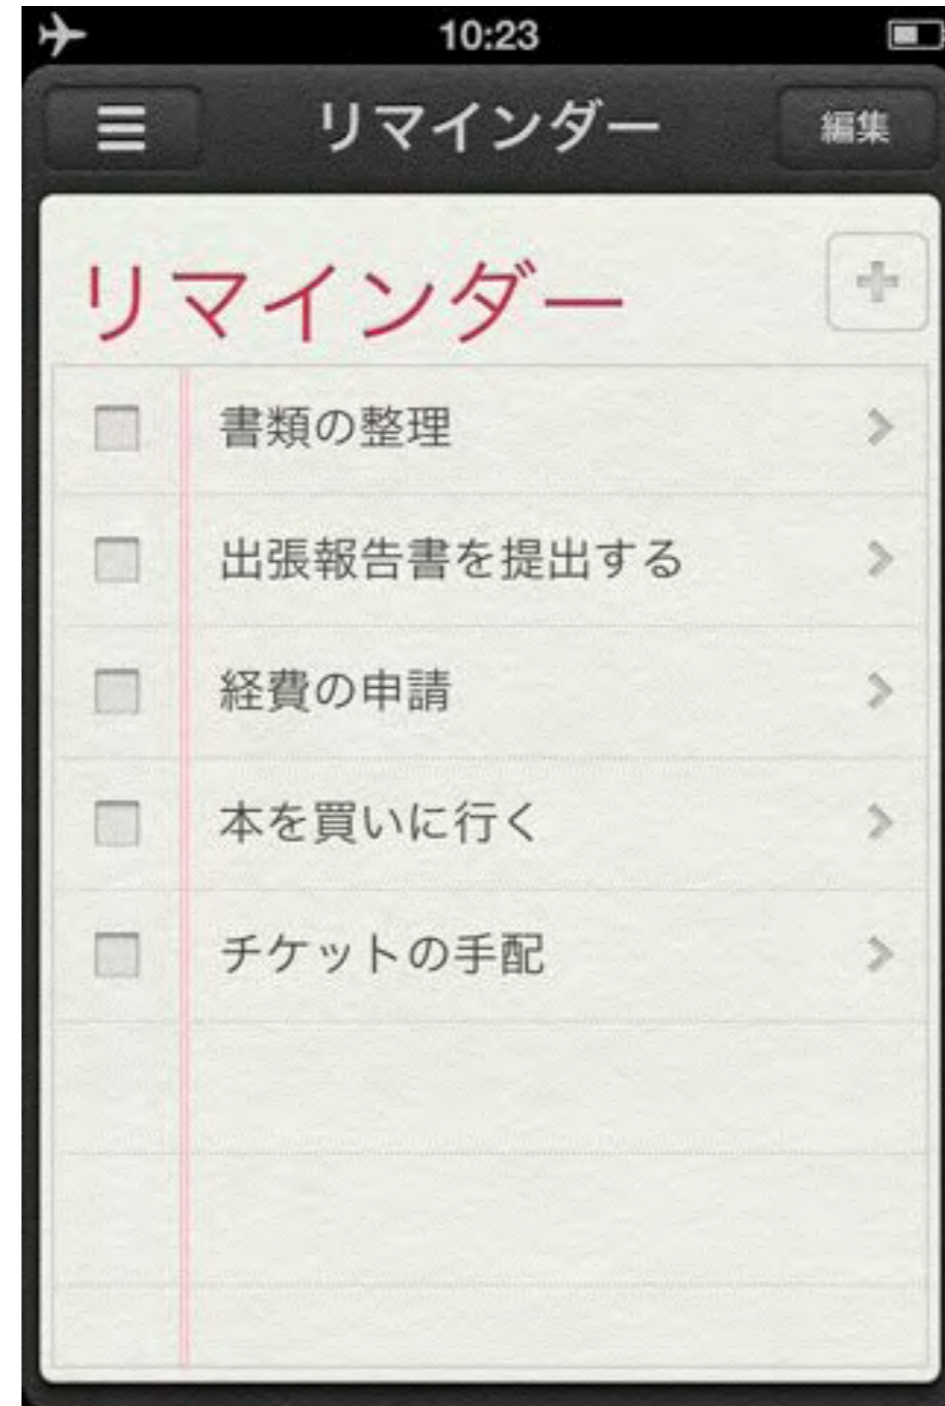 10:23
リマインダー
編集
リマインダー
書類の整理
出張報告書を提出する
経費の申請
本を買いに行く
チケットの手配